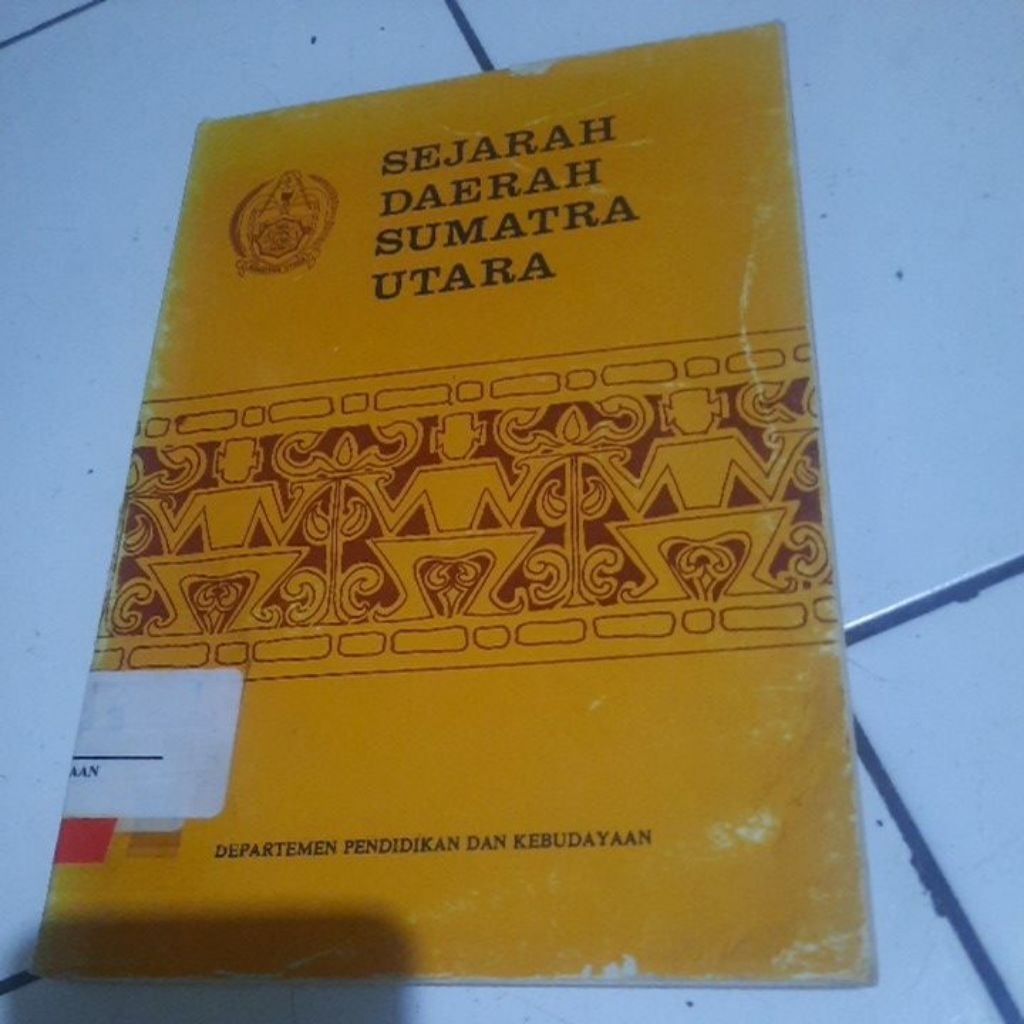 SEJARAH
DAERAH
SUMATRA
UTARA
AAN
DEPARTEMEN PENDIDIKAN DAN KEBUDAYAAN